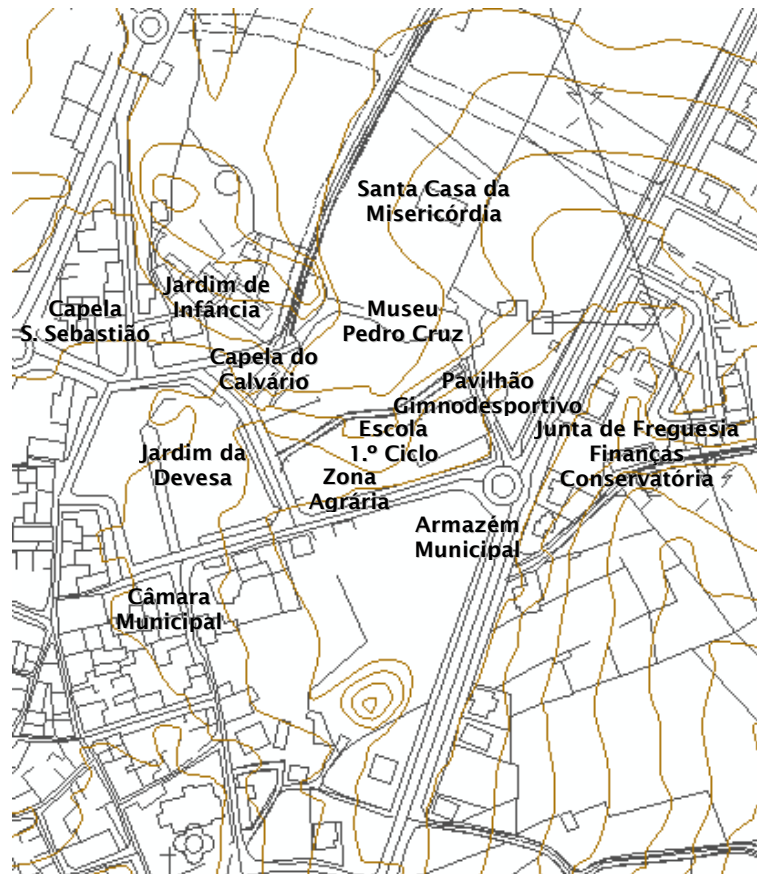 Santa Casa da
Misericórdia
Jardim de
Infância
Capela
S. Sebastião
Museu
Pedro Cruz
Capela do
Calvário
Pavilhão
Gimnodesportivo
Escola
1.º Ciclo
Junta de Freguesia
Finanças
Conservatória
Jardim da
Devesa
Zona
Agrária
Armazém
Municipal
Câmara
Municipal